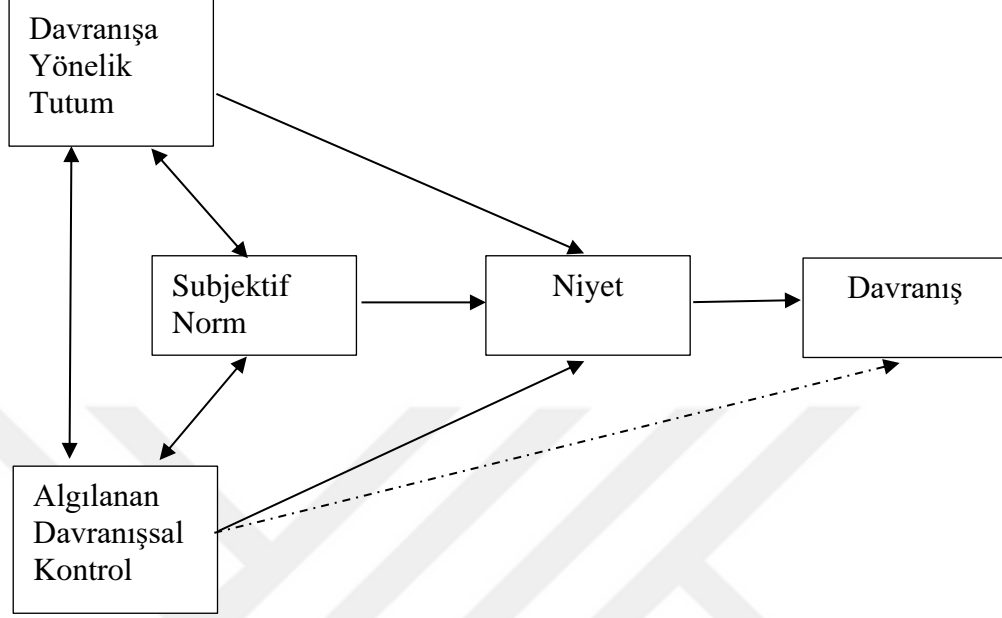 Davranışa
Yönelik
Tutum
Subjektif
Norm
Niyet
Davranış
Algılanan
Davranışsal
Kontrol